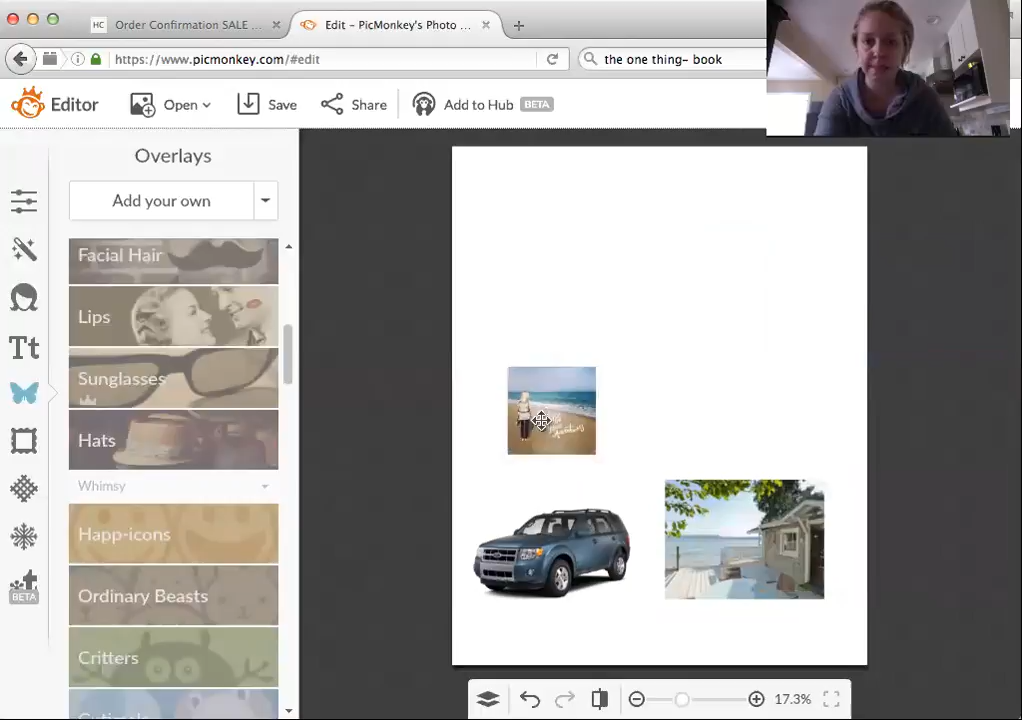 HC Order Confirmation SALE ...
Edit – PicMonkey's Photo ...
https://www.picmonkey.com/#edit
the one thing– book
Editor
Open
Save
Share
Add to Hub BETA
Overlays
Add your own
Facial Hair
Lips
Sunglasses
Hats
Whimsy
Happ-icons
Ordinary Beasts
Critters
Tt
BETA
17.3%